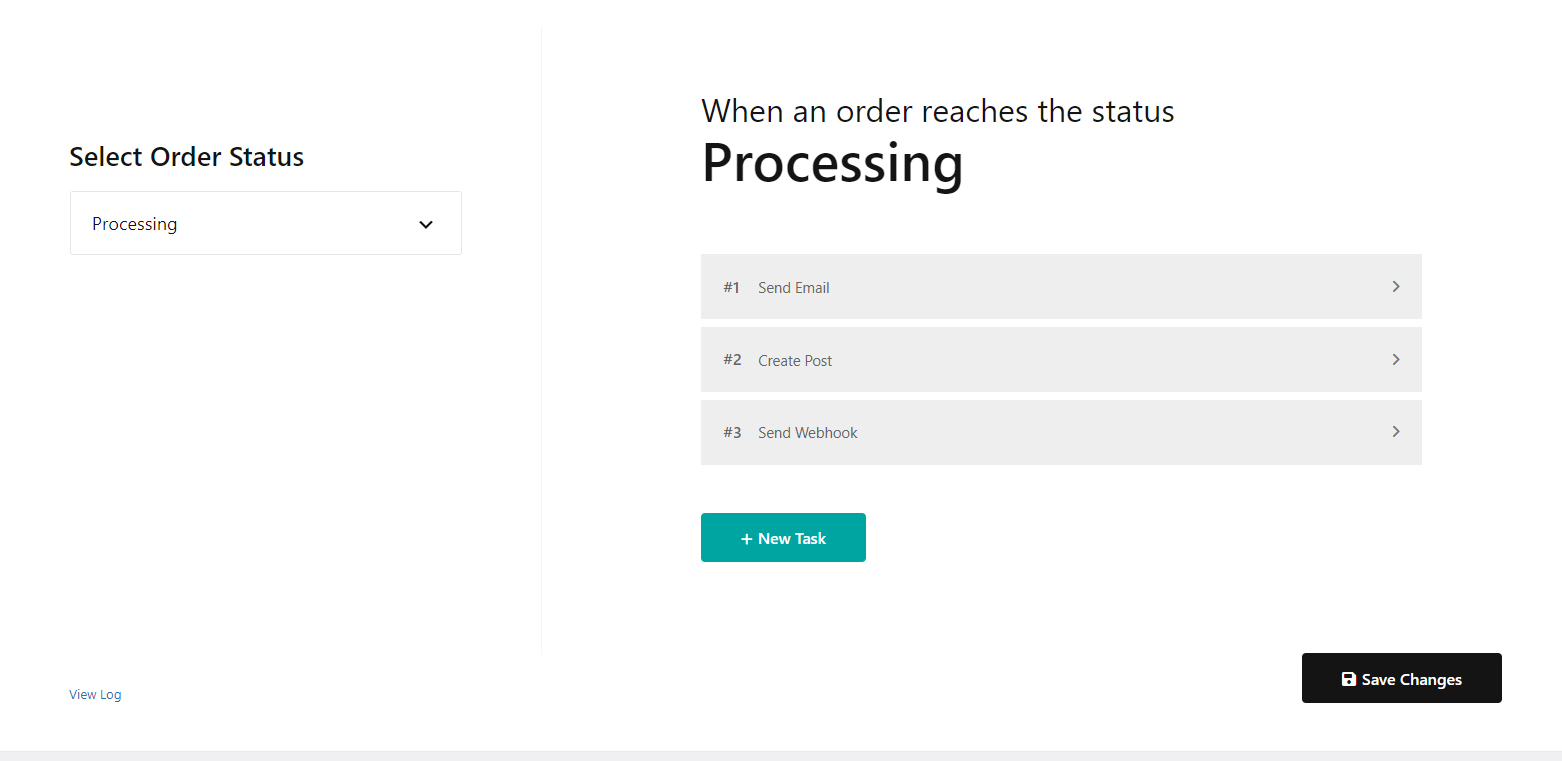 Select Order Status
Processing
When an order reaches the status
Processing
#1 Send Email
#2 Create Post
#3 Send Webhook
+ New Task
View Log
Save Changes